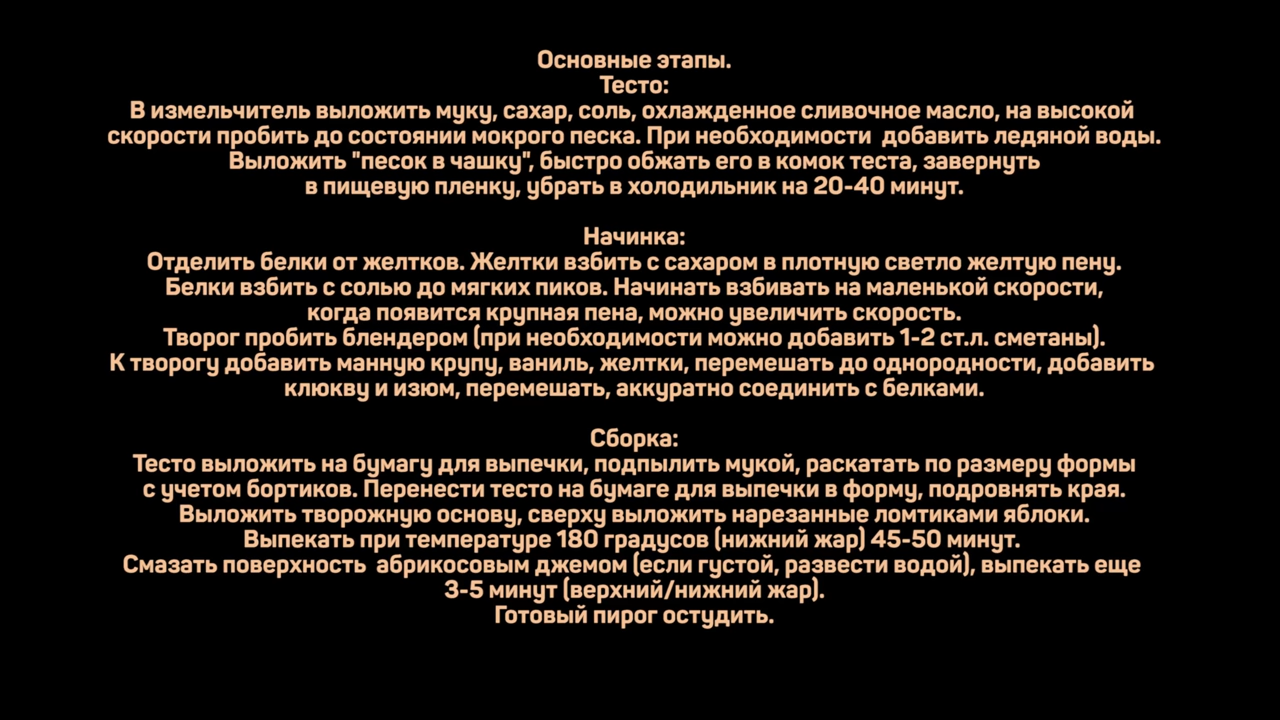 Основные этапы.
Тесто:
В измельчитель выложить муку, сахар, соль, охлажденное сливочное масло, на высокой
скорости пробить до состоянии мокрого песка. При необходимости  добавить ледяной воды.
Выложить "песок в чашку", быстро обжать его в комок теста, завернуть
в пищевую пленку, убрать в холодильник на 20-40 минут.
Начинка:
Отделить белки от желтков. Желтки взбить с сахаром в плотную светло желтую пену.
Белки взбить с солью до мягких пиков. Начинать взбивать на маленькой скорости,
когда появится крупная пена, можно увеличить скорость.
Творог пробить блендером (при необходимости можно добавить 1-2 ст.л. сметаны).
К творогу добавить манную крупу, ваниль, желтки, перемешать до однородности, добавить
клюкву и изюм, перемешать, аккуратно соединить с белками.
Сборка:
Тесто выложить на бумагу для выпечки, подпылить мукой, раскатать по размеру формы
с учетом бортиков. Перенести тесто на бумаге для выпечки в форму, подровнять края.
Выложить творожную основу, сверху выложить нарезанные ломтиками яблоки.
Выпекать при температуре 180 градусов (нижний жар) 45-50 минут.
Смазать поверхность  абрикосовым джемом (если густой, развести водой), выпекать еще
3-5 минут (верхний/нижний жар).
Готовый пирог остудить.